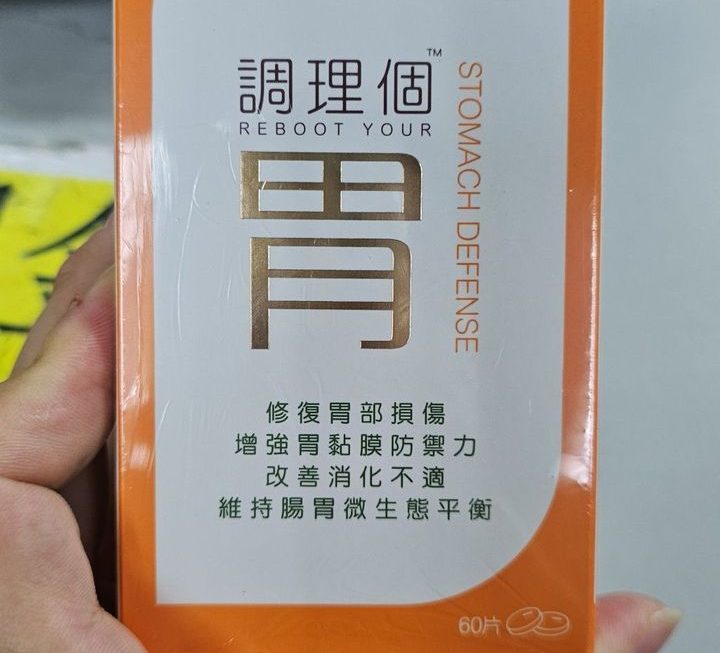 調理個™
REBOOT YOUR
胃
STOMACH DEFENSE
修復胃部損傷
增強胃黏膜防禦力
改善消化不適
維持腸胃微生態平衡
60片